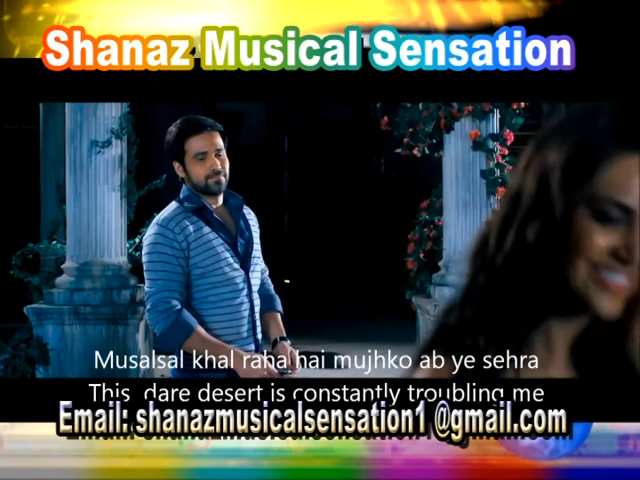 Shanaz Musical Sensation
Musalsal khal raha hai mujhko ab ye sehra
This dare desert is constantly troubling me
Email: shanazmusicalsensation1 @gmail.com